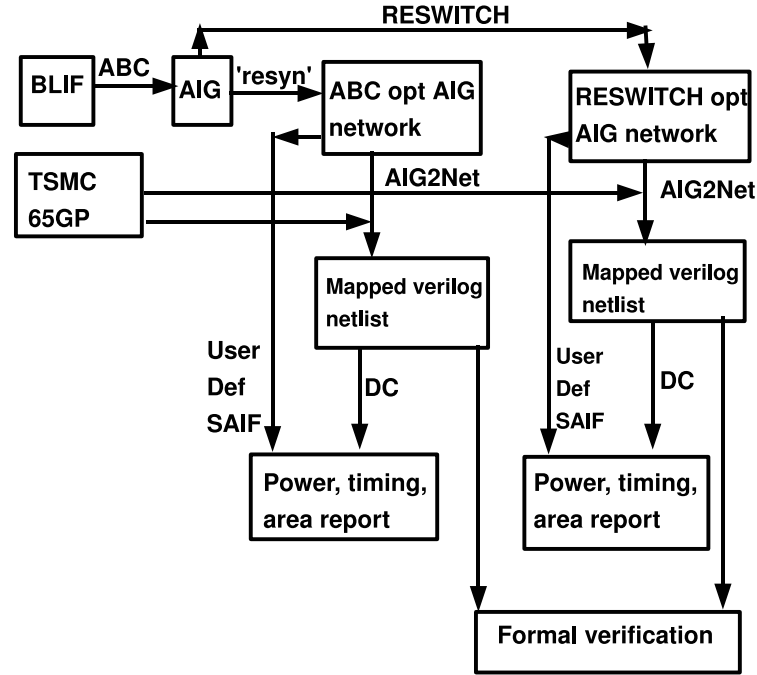 RESWITCH
BLIF
ABC
AIG
'resyn'
ABC opt AIG
network
RESWITCH opt
AIG network
TSMC
65GP
AIG2Net
AIG2Net
Mapped verilog
netlist
Mapped verilog
netlist
User
Def
SAIF
DC
User
Def
SAIF
DC
Power, timing,
area report
Power, timing,
area report
Formal verification